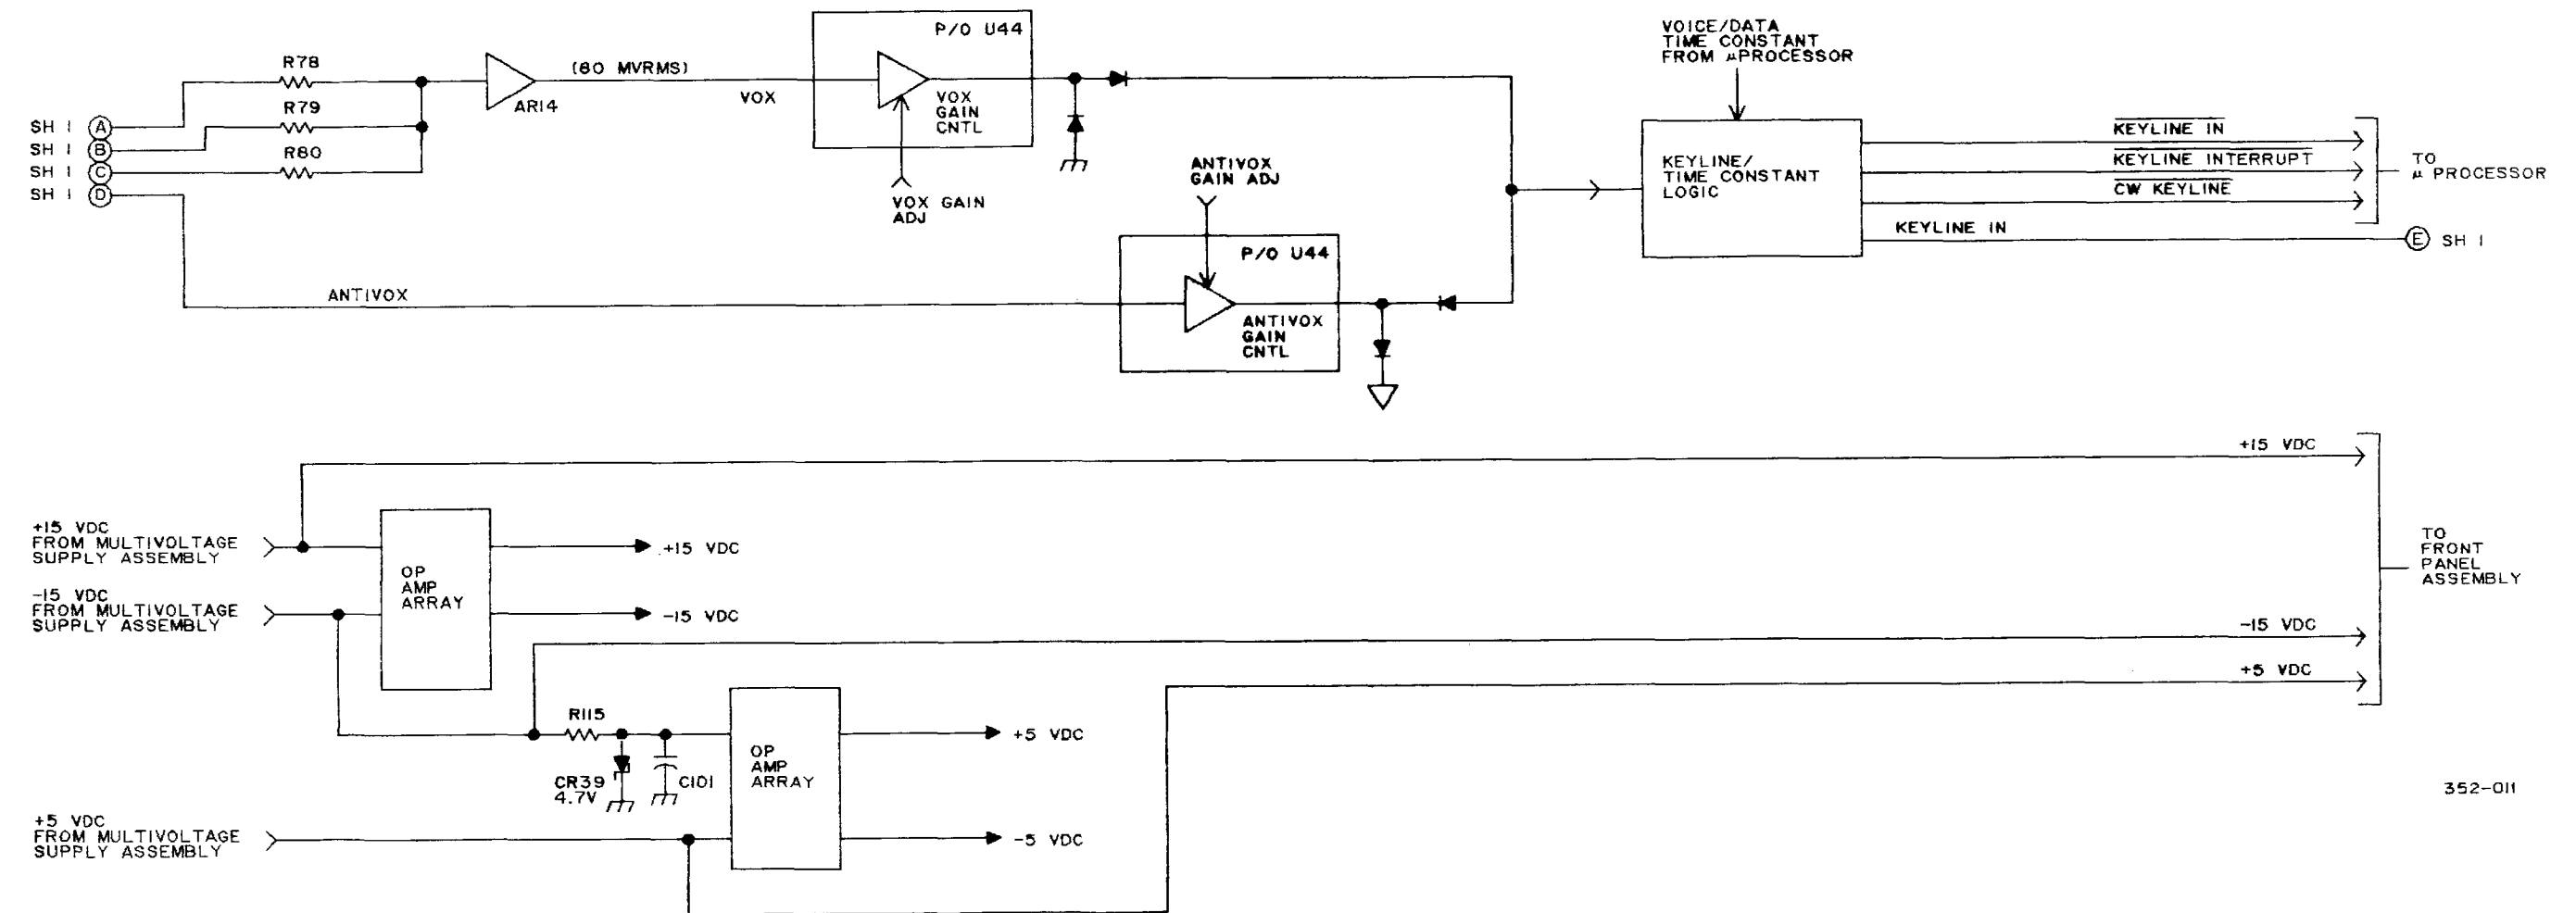 P/O U44
VOICE/DATA
TIME CONSTANT
FROM µPROCESSOR
R78
(80 MVRMS)
AR14
VOX
VOX
GAIN
CNTL
R79
R80
SH 1 A
SH 1 B
SH 1 C
SH 1 D
VOX GAIN
ADJ
ANTIVOX
GAIN ADJ
KEYLINE/
TIME CONSTANT
LOGIC
KEYLINE IN
KEYLINE INTERRUPT
CW KEYLINE
TO
µ PROCESSOR
KEYLINE IN
E SH 1
P/O U44
ANTIVOX
ANTIVOX
GAIN
CNTL
+15 VDC
+15 VDC
FROM MULTIVOLTAGE
SUPPLY ASSEMBLY
OP
AMP
ARRAY
+15 VDC
-15 VDC
FROM MULTIVOLTAGE
SUPPLY ASSEMBLY
-15 VDC
TO
FRONT
PANEL
ASSEMBLY
-15 VDC
+5 VDC
R115
CR39
4.7V
C101
OP
AMP
ARRAY
+5 VDC
+5 VDC
FROM MULTIVOLTAGE
SUPPLY ASSEMBLY
-5 VDC
352-011